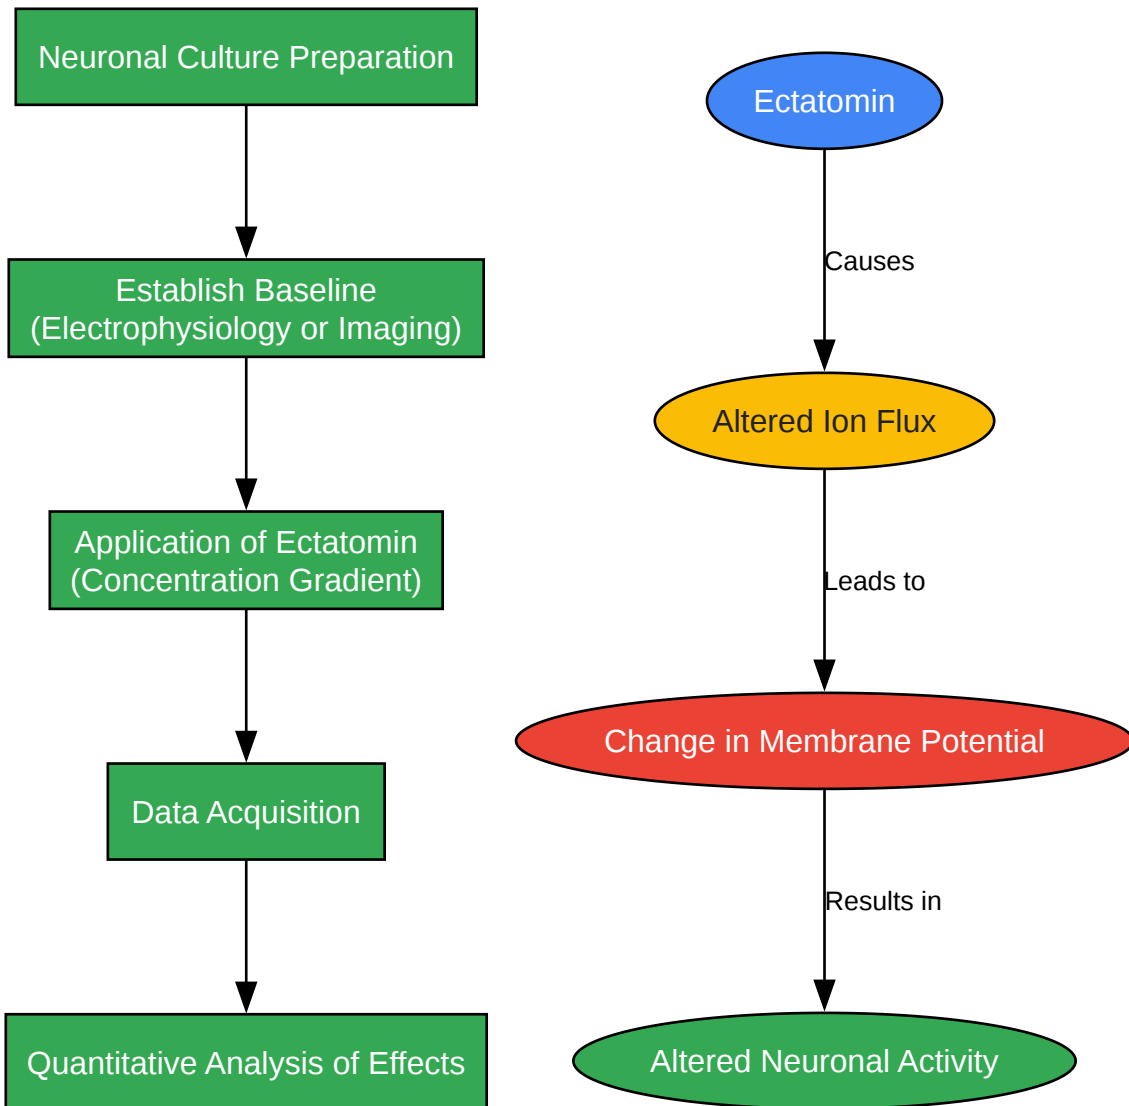 Neuronal Culture Preparation
Establish Baseline
(Electrophysiology or Imaging)
Application of Ectatomin
(Concentration Gradient)
Data Acquisition
Quantitative Analysis of Effects
Ectatomin
Causes
Altered Ion Flux
Leads to
Change in Membrane Potential
Results in
Altered Neuronal Activity